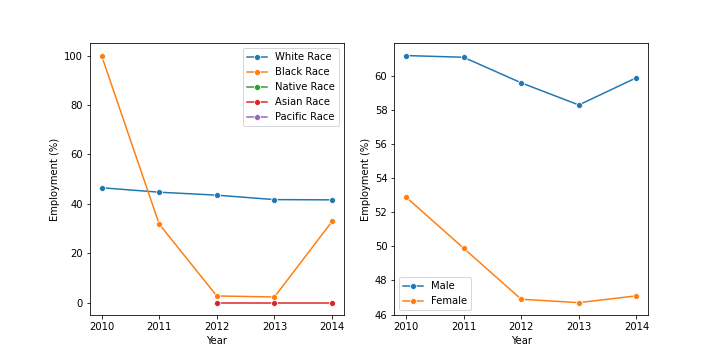 Employment (%)
100
80
60
40
20
0
2010 2011 2012 2013 2014
Year
White Race
Black Race
Native Race
Asian Race
Pacific Race
Employment (%)
60
58
56
54
52
50
48
46
2010 2011 2012 2013 2014
Year
Male
Female